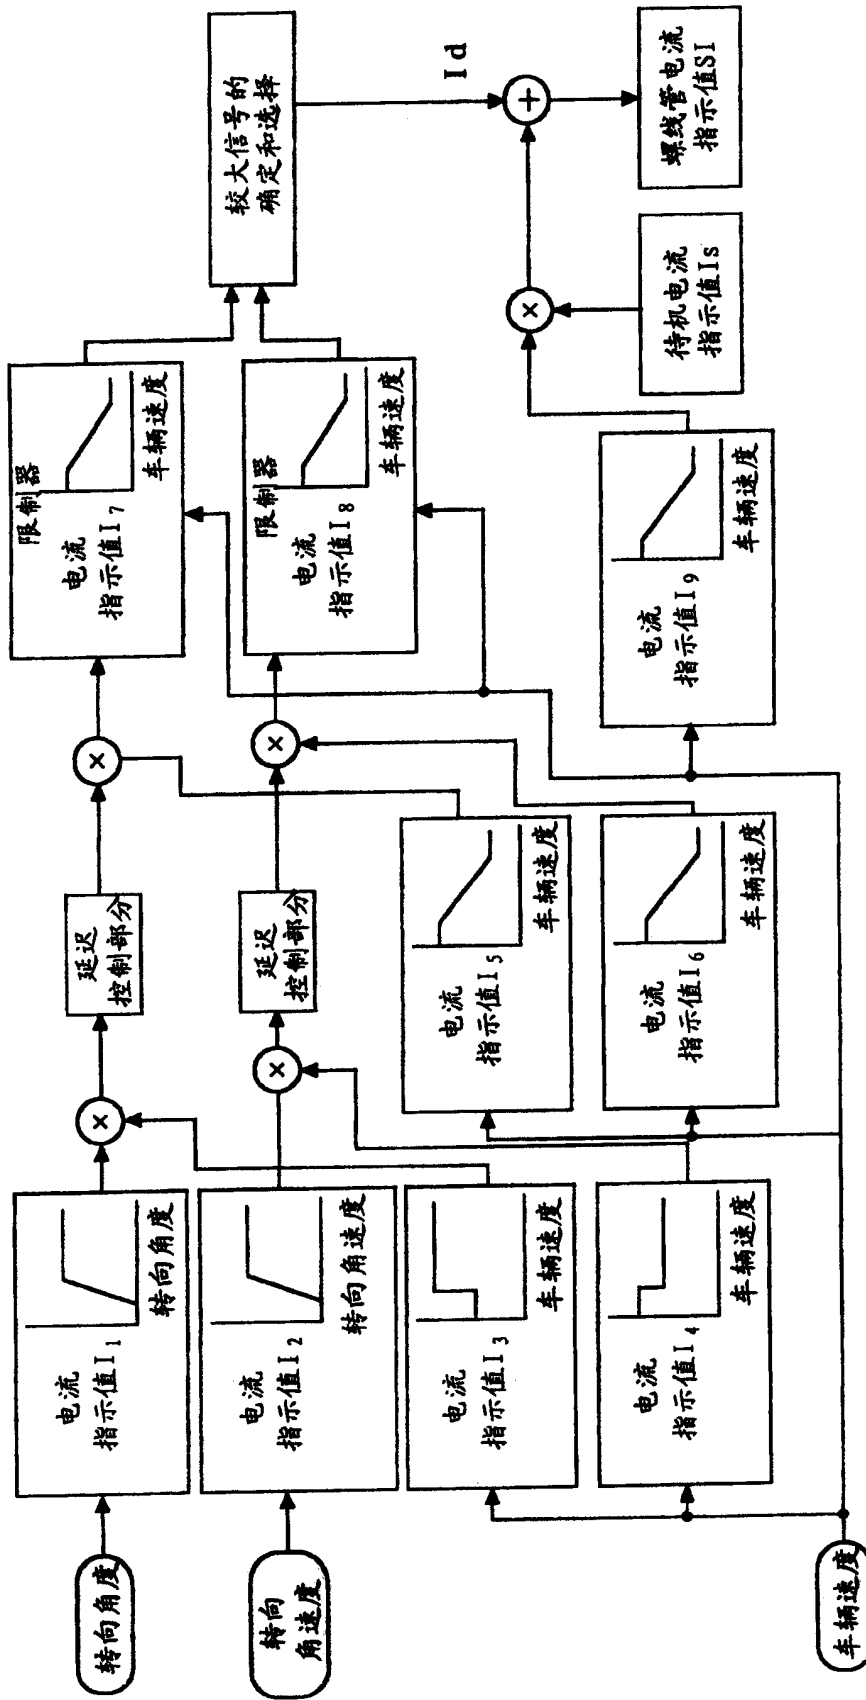 转向角度
电流
指示值I1
转向角度
×
延迟
控制部分
×
限制器
电流
指示值I7
车辆速度
较大信号的
确定和选择
转向
角速度
电流
指示值I2
转向角速度
×
延迟
控制部分
×
限制器
电流
指示值I8
车辆速度
Id
电流
指示值I3
车辆速度
电流
指示值I5
车辆速度
×
+
电流
指示值I4
车辆速度
电流
指示值I6
车辆速度
电流
指示值I9
车辆速度
待机电流
指示值Is
螺线管电流
指示值SI
车辆速度